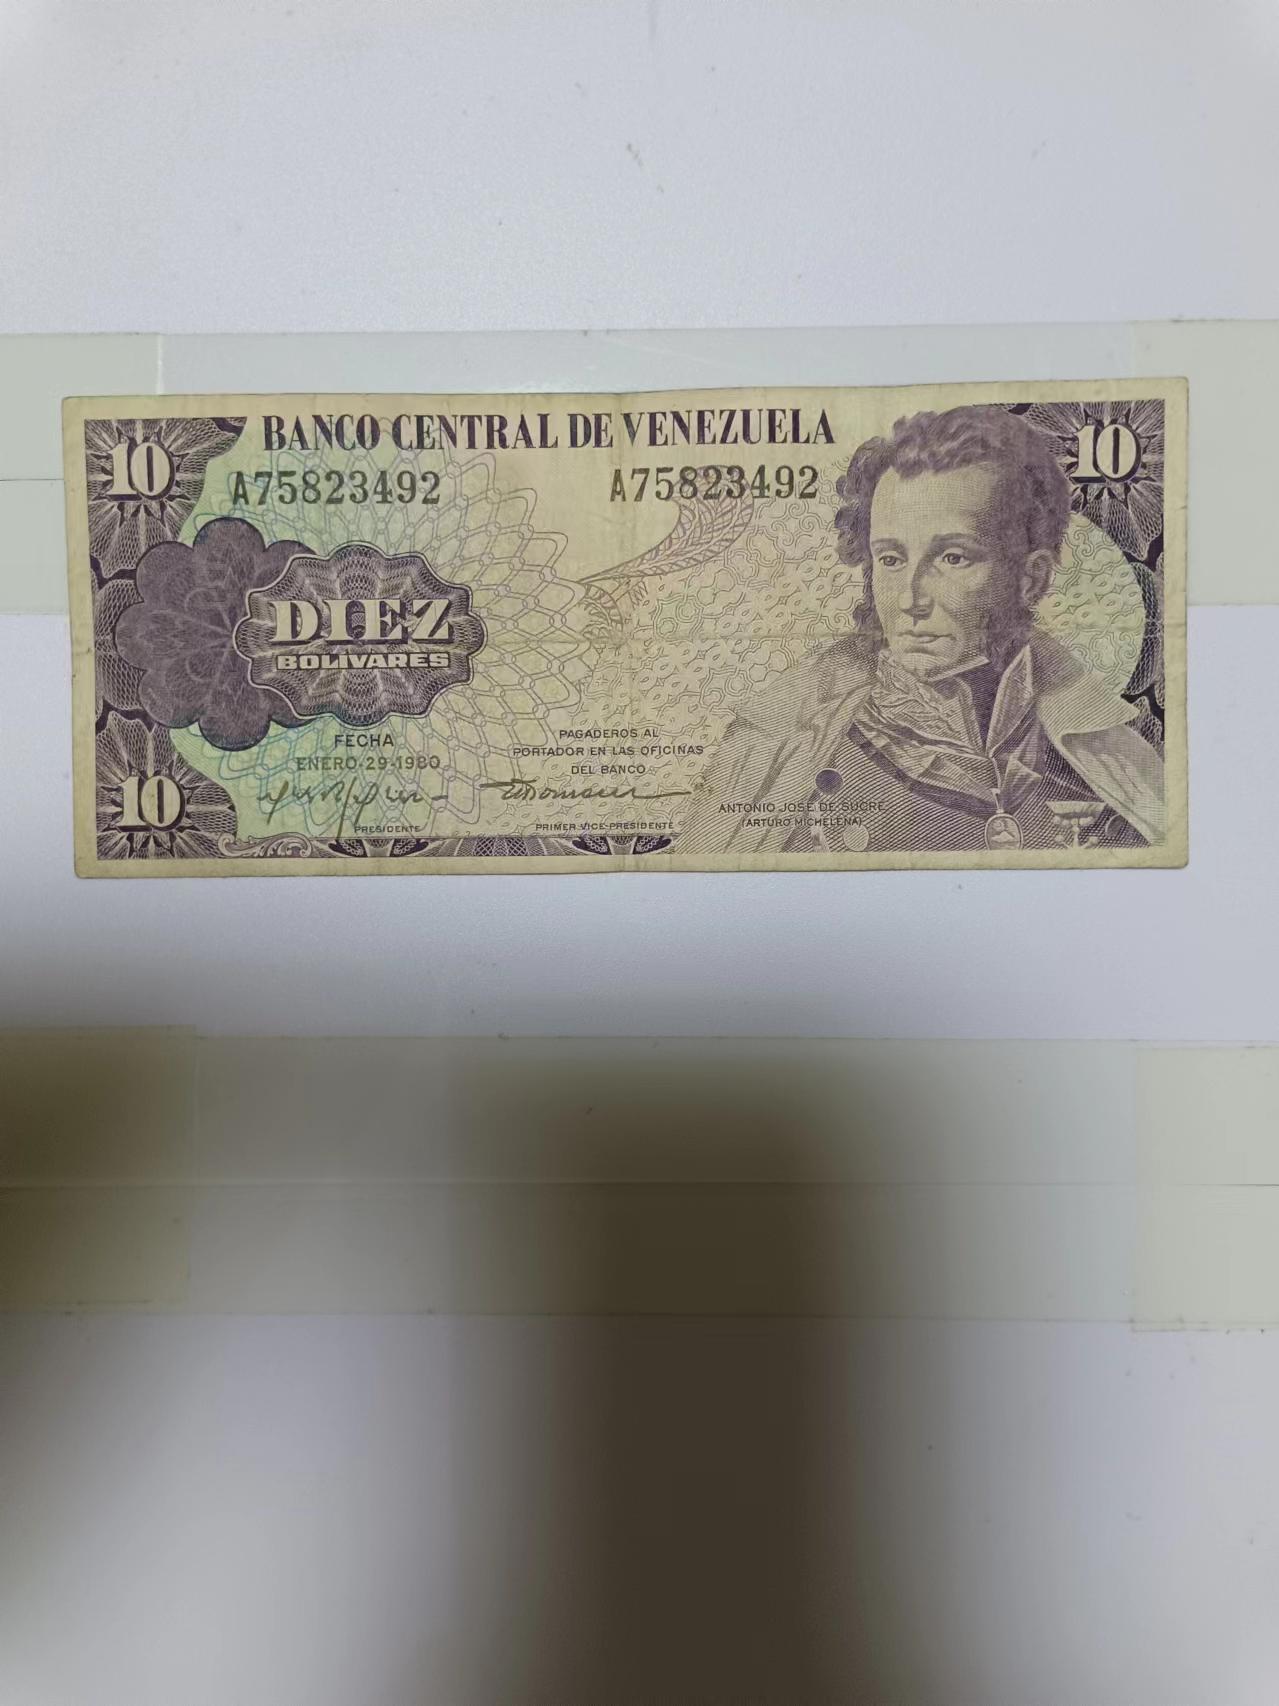 BANCO CENTRAL DE VENEZUELA
10 10
A75823492 A75823492
DIEZ
BOLIVARES
FECHA
ENERO-29-1980
PAGADEROS AL
PORTADOR EN LAS OFICINAS
DEL BANCO
10
PRESIDENTE
PRIMER VICE-PRESIDENTE
ANTONIO JOSE DE SUCRE
(ARTURO MICHELENA)